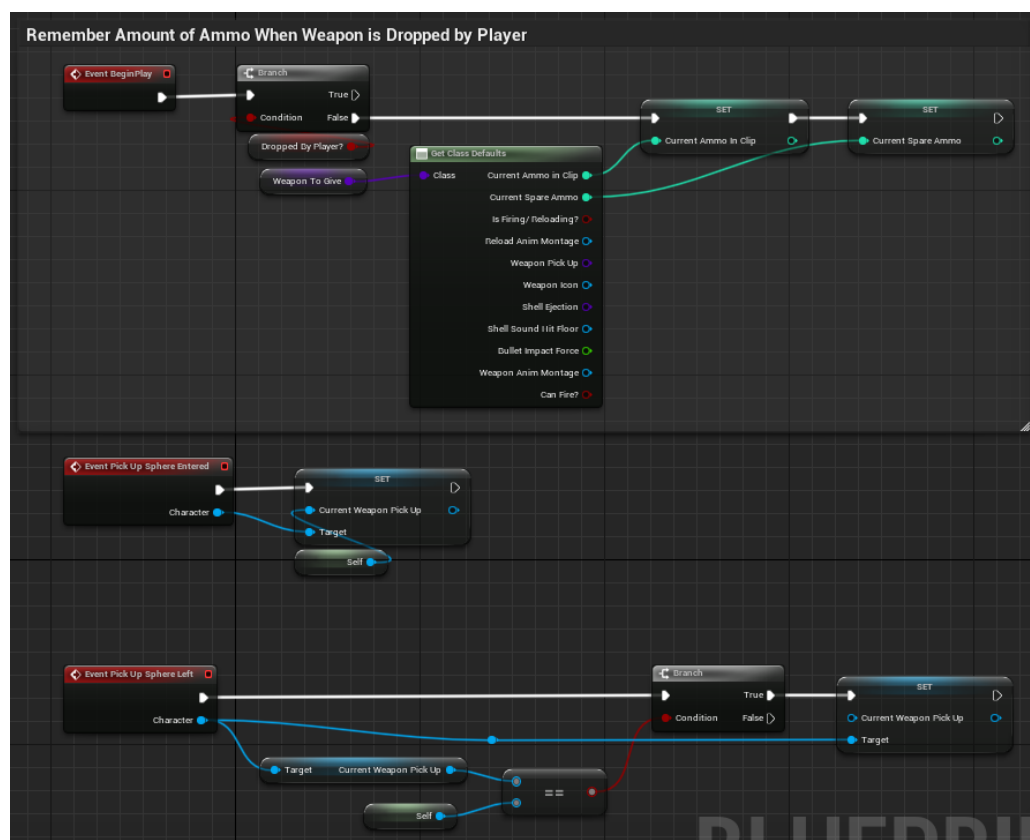 Remember Amount of Ammo When Weapon is Dropped by Player
Event BeginPlay
Branch
True
Condition False
Dropped By Player?
Weapon To Give
Get Class Defaults
Class Current Ammo in Clip
Current Spare Ammo
Is Firing/ Reloading?
Reload Anim Montage
Weapon Pick Up
Weapon Icon
Shell Ejection
Shell Sound Hit Floor
Bullet Impact Force
Weapon Anim Montage
Can Fire?
SET
Current Ammo In Clip
SET
Current Spare Ammo
Event Pick Up Sphere Entered
Character
SET
Current Weapon Pick Up
Target
Self
Event Pick Up Sphere Left
Character
Target Current Weapon Pick Up
Self
==
Branch
True
Condition False
SET
Current Weapon Pick Up
Target